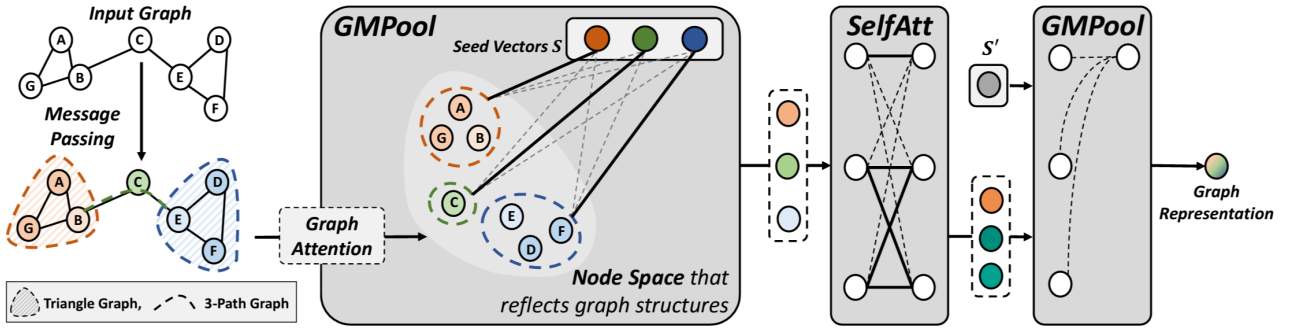 Input Graph
A
C
D
G
B
E
F
Message
Passing
A
C
D
G
B
E
F
Triangle Graph,
3-Path Graph
Graph
Attention
GMPool
Seed Vectors S
A
G
B
C
E
F
D
Node Space that
reflects graph structures
SelfAtt
S′
GMPool
Graph
Representation